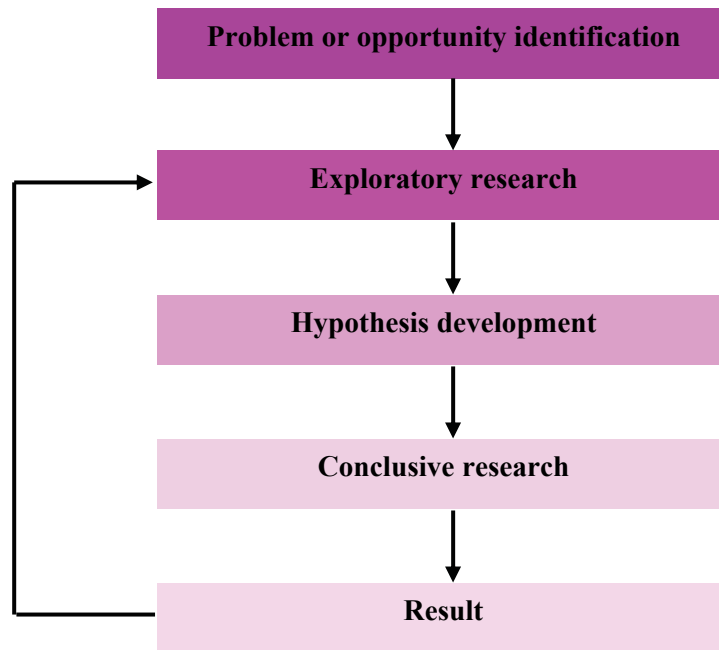 Problem or opportunity identification
Exploratory research
Hypothesis development
Conclusive research
Result